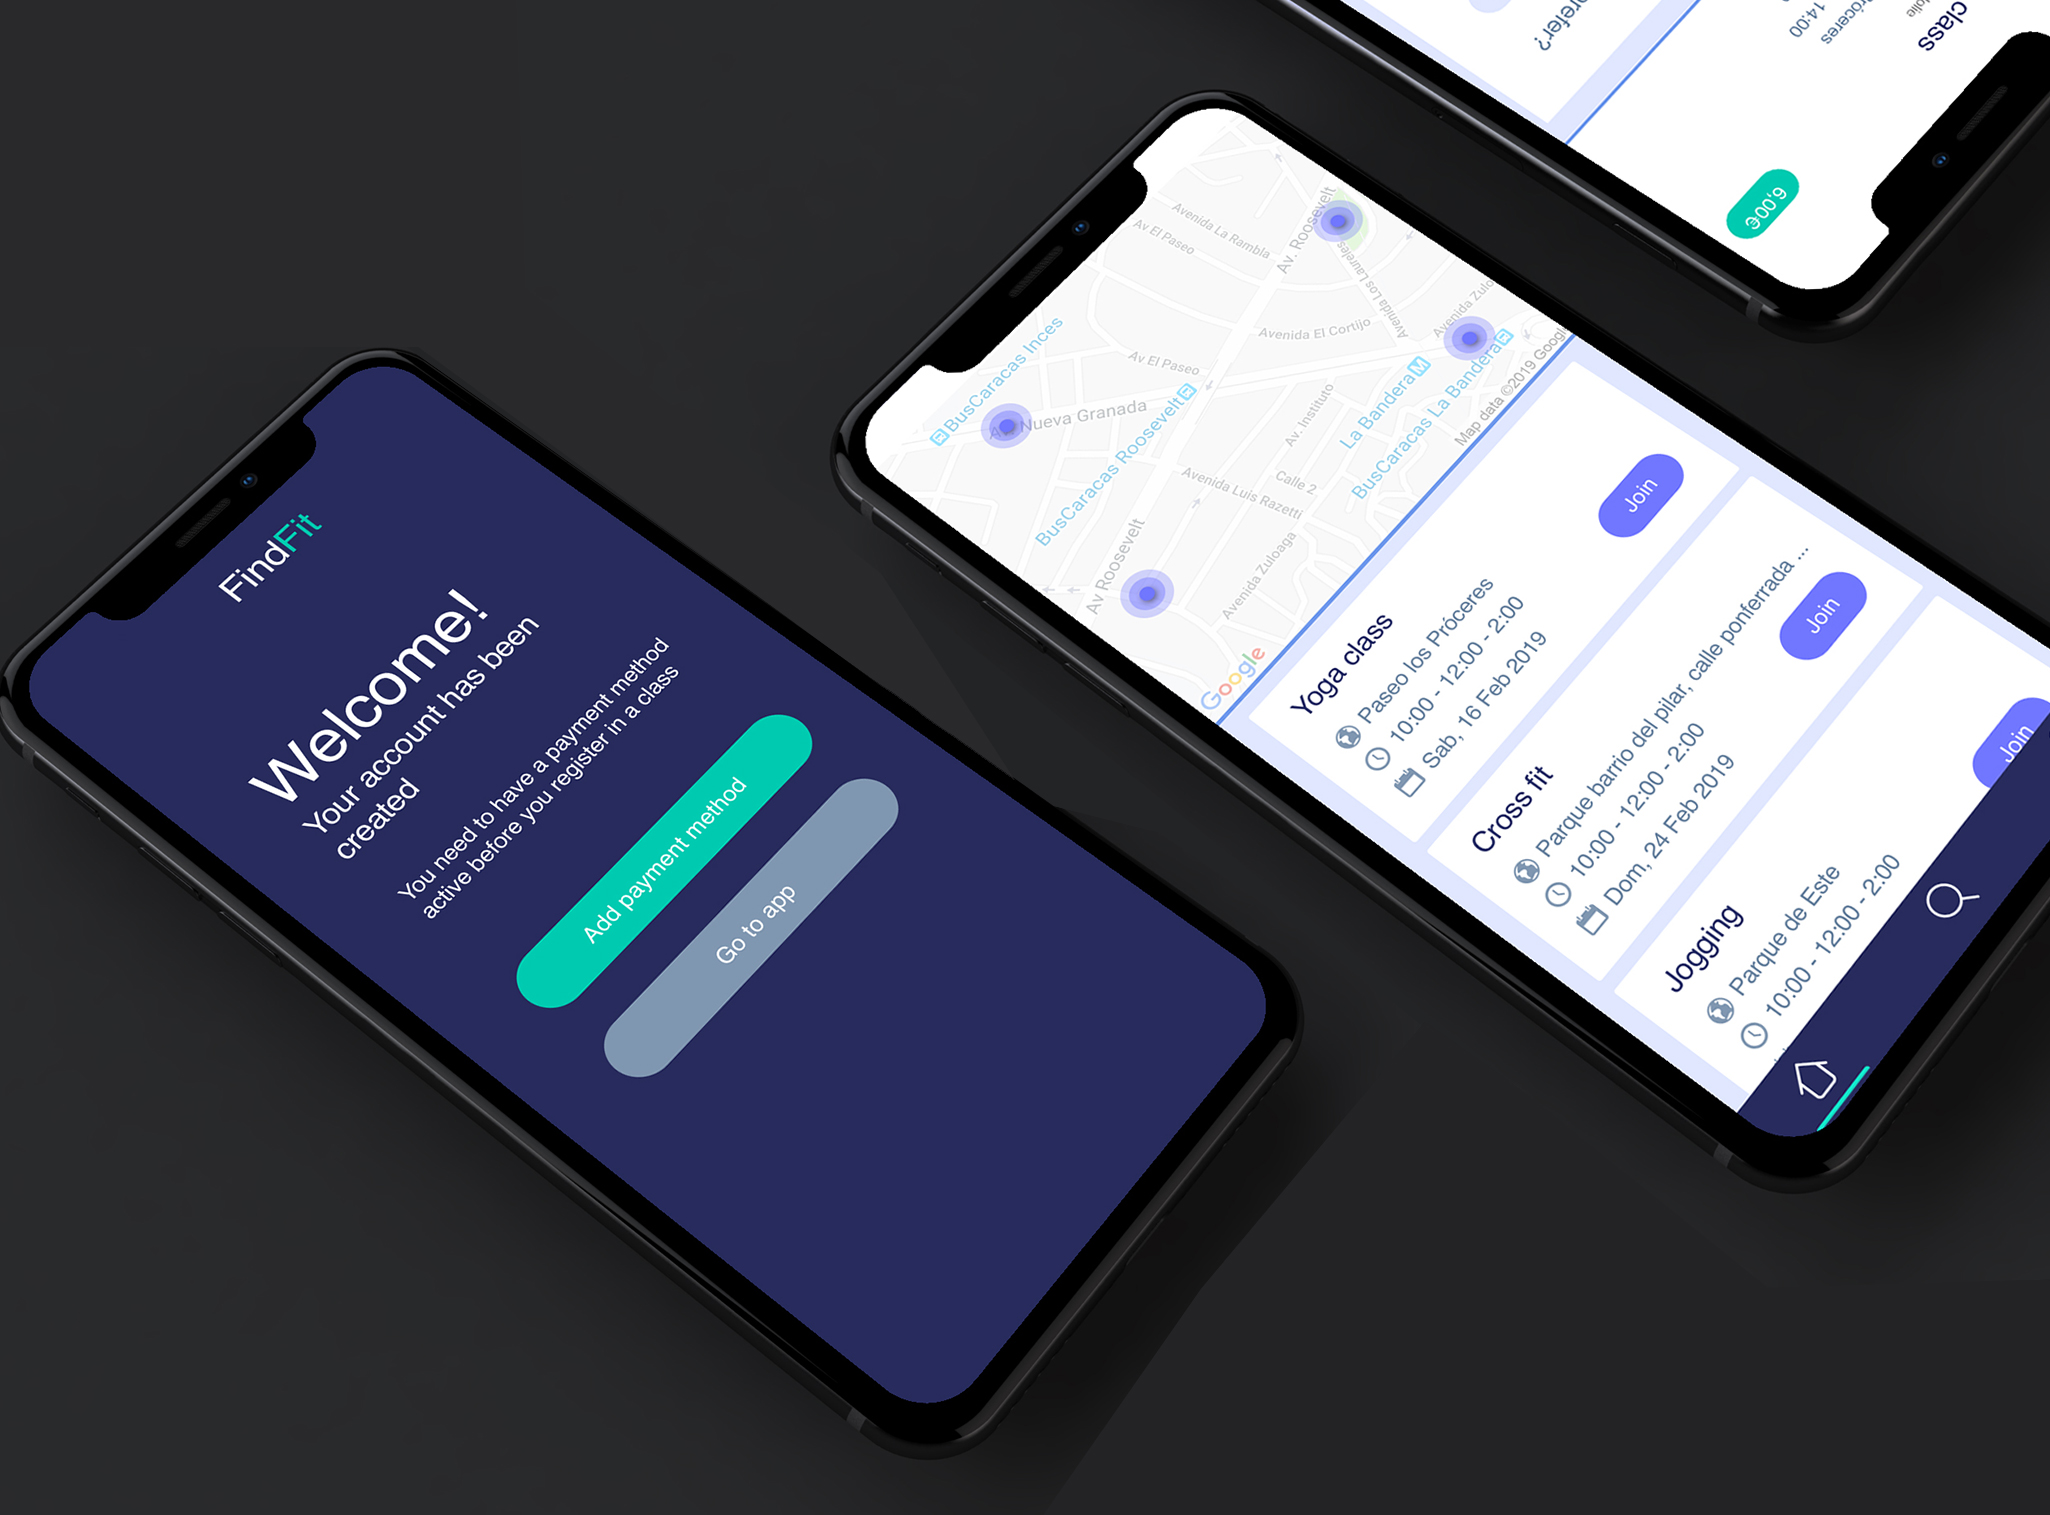 FindFit
Welcome!
Your account has been
created
You need to have a payment method
active before you register in a class
Add payment method
Go to app
Avenida La Rambla
Av El Paseo
Av. Roosevelt
Avenida Los Laureles
Avenida El Cortijo
Avenida Zulo
BusCaracas Inces
Av El Paseo
Nueva Granada
BusCaracas Roosevelt
Av. Instituto
La Bandera
BusCaracas La Bandera
Map data ©2019 Googl
Calle 2
Avenida Luis Razetti
Av Roosevelt
Avenida Zuloaga
Google
Yoga class
Paseo los Próceres
10:00 - 12:00 - 2:00
Sab, 16 Feb 2019
Join
Cross fit
Parque barrio del pilar, calle ponferrada ...
10:00 - 12:00 - 2:00
Dom, 24 Feb 2019
Join
Jogging
Parque de Este
10:00 - 12:00 - 2:00
Join
class
14:00
6,00€